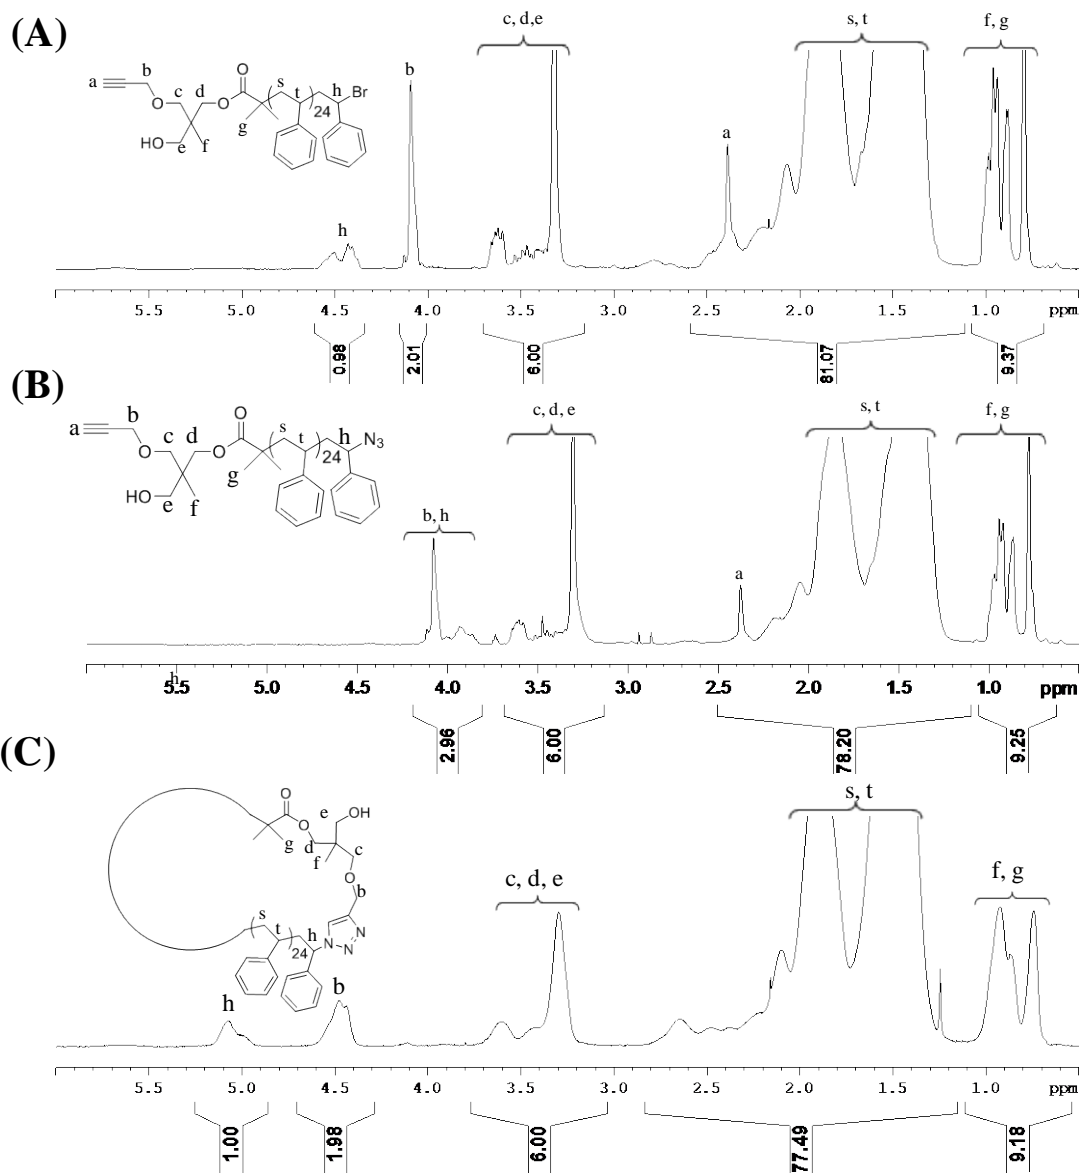 (A)
c, d,e
s, t
f, g
a
b
O
c
d
O
O
s
t
h
Br
24
g
HO
e
f
b
a
h
5.5 5.0 4.5 4.0 3.5 3.0 2.5 2.0 1.5 1.0 ppm
0.98 2.01 6.00 81.07 9.37
(B)
c, d, e
s, t
f, g
a
b
O
c
d
O
O
s
t
h
N3
24
g
HO
e
f
b, h
a
5.5 5.0 4.5 4.0 3.5 3.0 2.5 2.0 1.5 1.0 ppm
h
2.96 6.00 78.20 9.25
(C)
s, t
O
O
g
d
e
OH
f
c
O
b
s
t
24
h
N
N
N
h
b
c, d, e
f, g
5.5 5.0 4.5 4.0 3.5 3.0 2.5 2.0 1.5 1.0 ppm
1.00 1.98 6.00 77.49 9.18